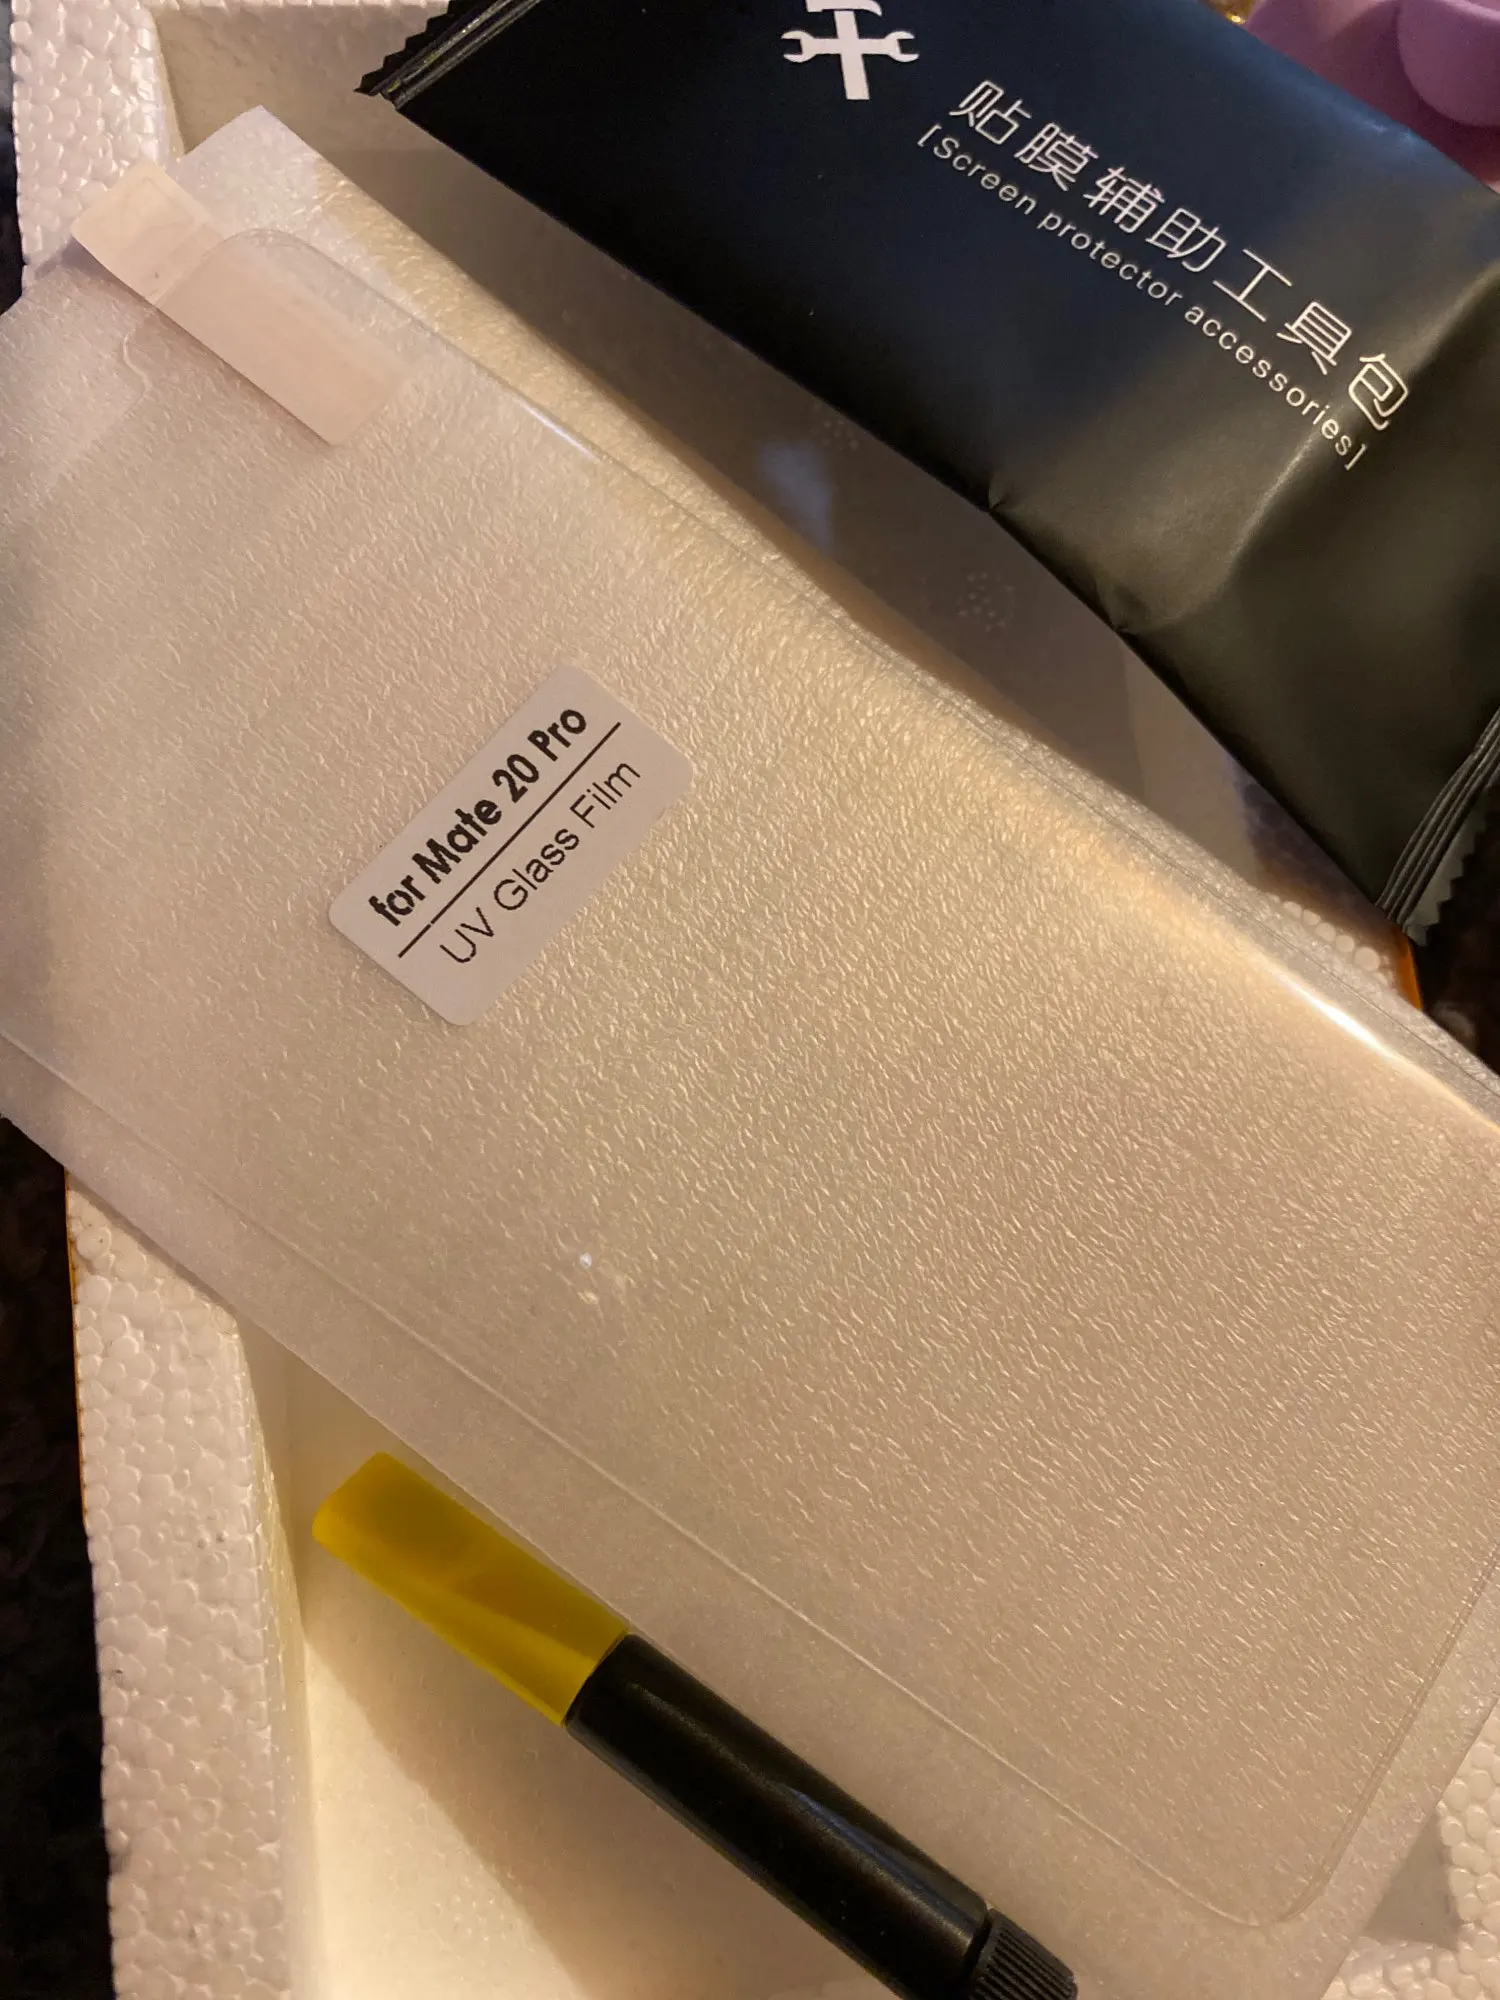 贴膜辅助工具包
[Screen protector accessories]
for Mate 20 Pro
UV Glass Film